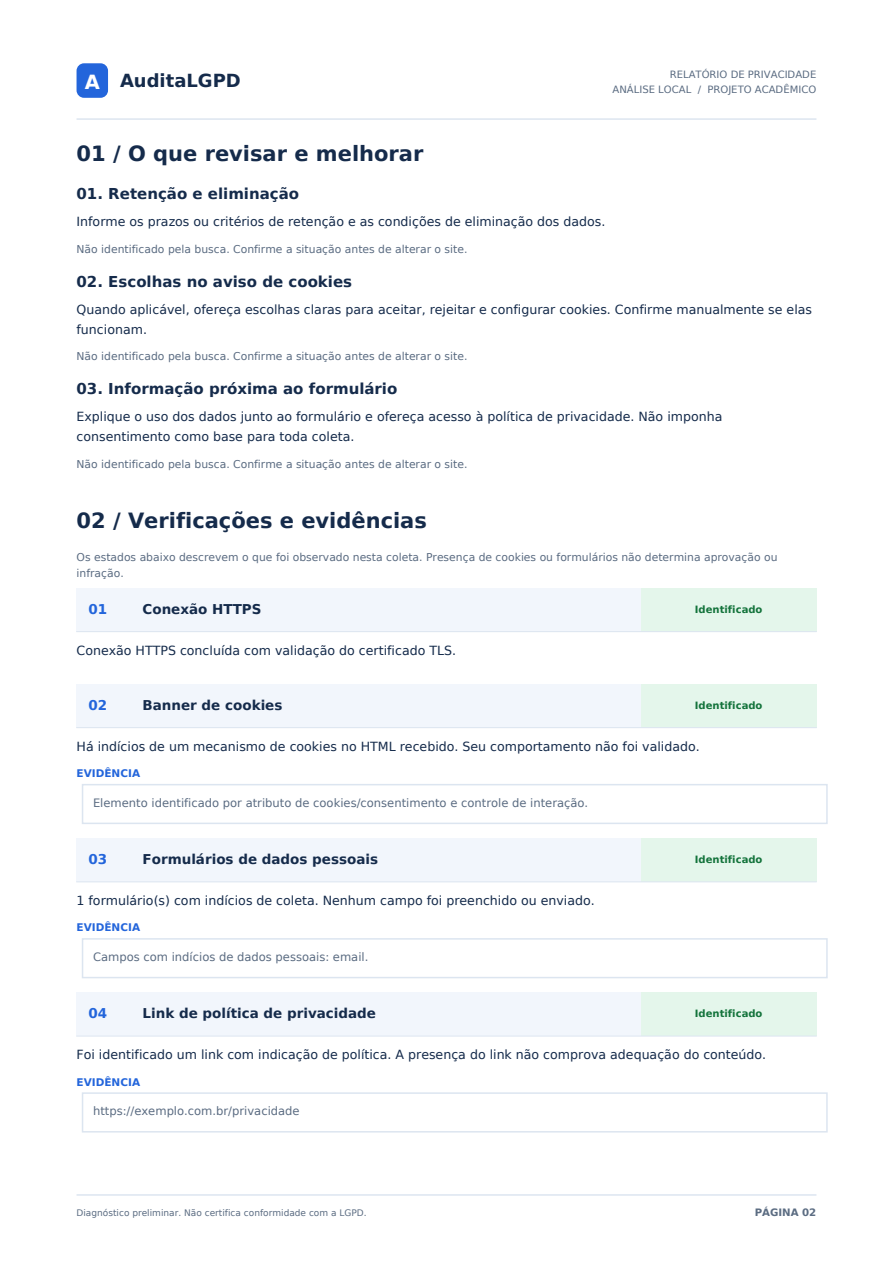 A AuditaLGPD
RELATÓRIO DE PRIVACIDADE
ANÁLISE LOCAL / PROJETO ACADÊMICO
01 / O que revisar e melhorar
01. Retenção e eliminação
Informe os prazos ou critérios de retenção e as condições de eliminação dos dados.
Não identificado pela busca. Confirme a situação antes de alterar o site.
02. Escolhas no aviso de cookies
Quando aplicável, ofereça escolhas claras para aceitar, rejeitar e configurar cookies. Confirme manualmente se elas
funcionam.
Não identificado pela busca. Confirme a situação antes de alterar o site.
03. Informação próxima ao formulário
Explique o uso dos dados junto ao formulário e ofereça acesso à política de privacidade. Não imponha
consentimento como base para toda coleta.
Não identificado pela busca. Confirme a situação antes de alterar o site.
02 / Verificações e evidências
Os estados abaixo descrevem o que foi observado nesta coleta. Presença de cookies ou formulários não determina aprovação ou
infração.
01 Conexão HTTPS Identificado
Conexão HTTPS concluída com validação do certificado TLS.
02 Banner de cookies Identificado
Há indícios de um mecanismo de cookies no HTML recebido. Seu comportamento não foi validado.
EVIDÊNCIA
Elemento identificado por atributo de cookies/consentimento e controle de interação.
03 Formulários de dados pessoais Identificado
1 formulário(s) com indícios de coleta. Nenhum campo foi preenchido ou enviado.
EVIDÊNCIA
Campos com indícios de dados pessoais: email.
04 Link de política de privacidade Identificado
Foi identificado um link com indicação de política. A presença do link não comprova adequação do conteúdo.
EVIDÊNCIA
https://exemplo.com.br/privacidade
Diagnóstico preliminar. Não certifica conformidade com a LGPD.
PÁGINA 02